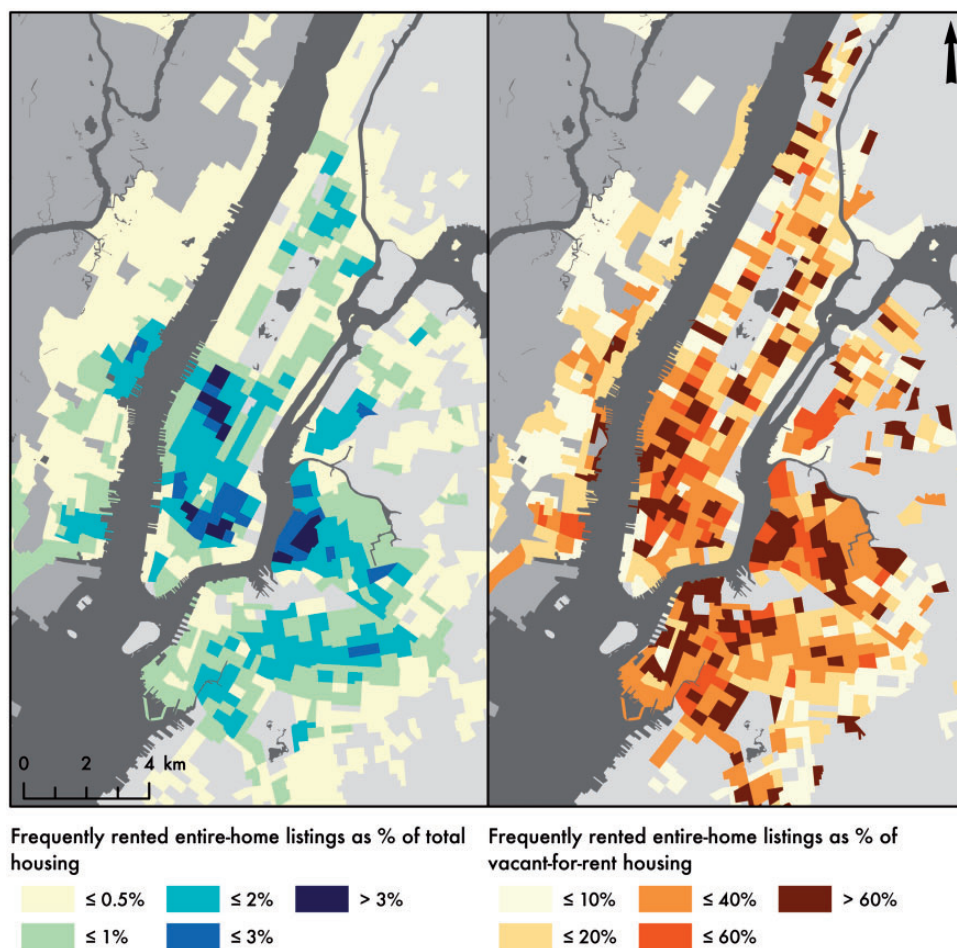 0 2 4 km
Frequently rented entire-home listings as % of total
housing
≤ 0.5% ≤ 2% > 3%
≤ 1% ≤ 3%
Frequently rented entire-home listings as % of
vacant-for-rent housing
≤ 10% ≤ 40% > 60%
≤ 20% ≤ 60%